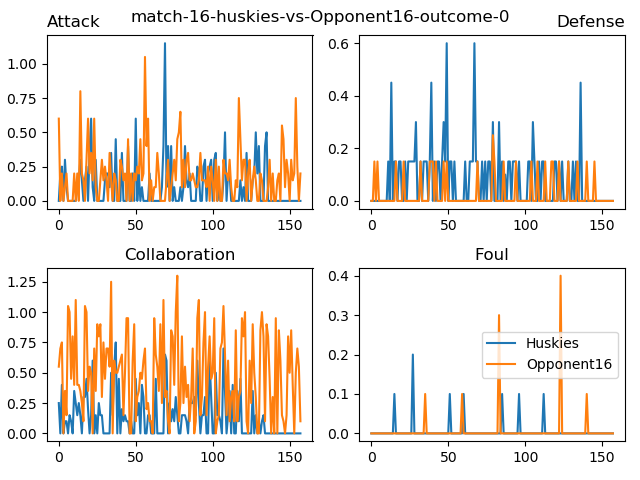 match-16-huskies-vs-Opponent16-outcome-0
Attack
Defense
1.00
0.75
0.50
0.25
0.00
0 50 100 150
0.6
0.4
0.2
0.0
0 50 100 150
Collaboration
Foul
1.25
1.00
0.75
0.50
0.25
0.00
0 50 100 150
0.4
0.3
0.2
0.1
0.0
0 50 100 150
Huskies
Opponent16